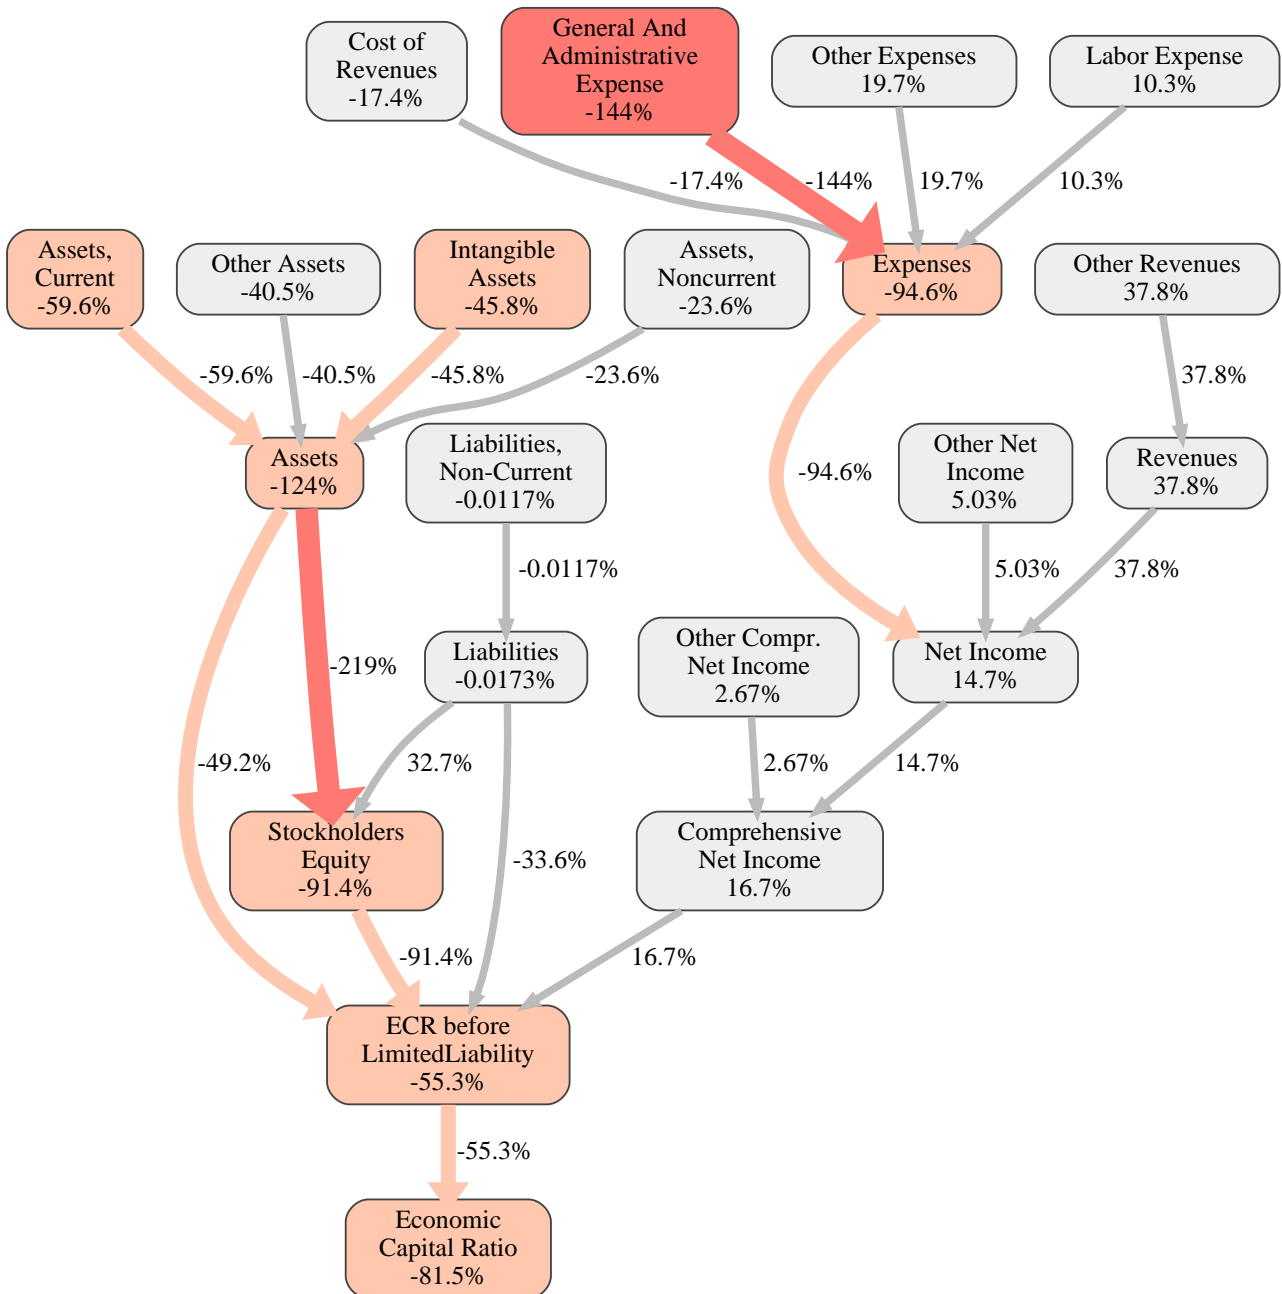 Cost of
Revenues
-17.4%
General And
Administrative
Expense
-144%
Other Expenses
19.7%
Labor Expense
10.3%
-17.4%
-144%
19.7%
10.3%
Assets,
Current
-59.6%
Other Assets
-40.5%
Intangible
Assets
-45.8%
Assets,
Noncurrent
-23.6%
Expenses
-94.6%
Other Revenues
37.8%
-59.6%
-40.5%
-45.8%
-23.6%
37.8%
Assets
-124%
Liabilities,
Non-Current
-0.0117%
-94.6%
Other Net
Income
5.03%
Revenues
37.8%
-0.0117%
5.03%
37.8%
Liabilities
-0.0173%
Other Compr.
Net Income
2.67%
Net Income
14.7%
-219%
-49.2%
32.7%
2.67%
14.7%
Stockholders
Equity
-91.4%
-33.6%
Comprehensive
Net Income
16.7%
-91.4%
16.7%
ECR before
LimitedLiability
-55.3%
-55.3%
Economic
Capital Ratio
-81.5%